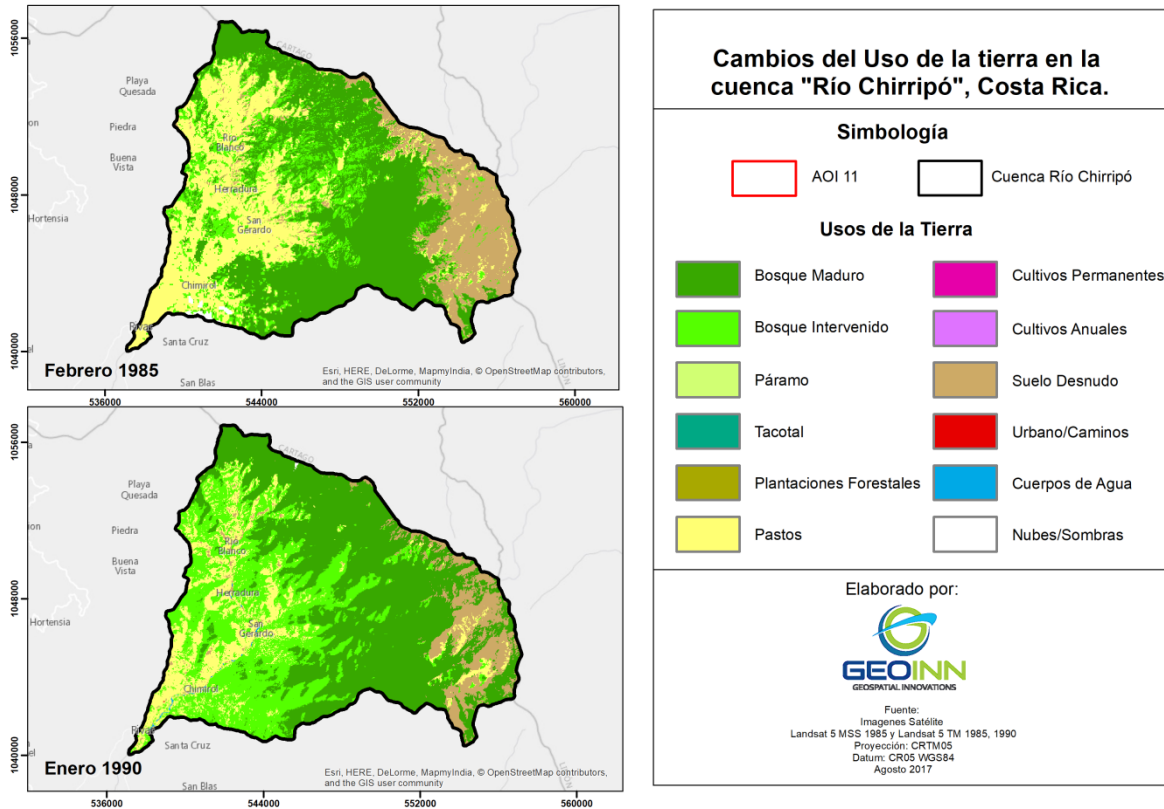 1056000
1048000
1040000
CARTAGO
Playa
Quesada
Piedra
Buena
Vista
Hortensia
Río
Blanco
Herradura
San
Gerardo
Chimirol
Rivas
Santa Cruz
San Blas
LIMÓN
Febrero 1985
Esri, HERE, DeLorme, MapmyIndia, © OpenStreetMap contributors,
and the GIS user community
536000 544000 552000 560000
1056000
1048000
1040000
CARTAGO
Playa
Quesada
Piedra
Buena
Vista
Hortensia
Río
Blanco
Herradura
San
Gerardo
Chimirol
Rivas
Santa Cruz
San Blas
LIMÓN
Enero 1990
Esri, HERE, DeLorme, MapmyIndia, © OpenStreetMap contributors,
and the GIS user community
536000 544000 552000 560000
Cambios del Uso de la tierra en la
cuenca "Río Chirripó", Costa Rica.
Simbología
AOI 11 Cuenca Río Chirripó
Usos de la Tierra
Bosque Maduro Cultivos Permanentes
Bosque Intervenido Cultivos Anuales
Páramo Suelo Desnudo
Tacotal Urbano/Caminos
Plantaciones Forestales Cuerpos de Agua
Pastos Nubes/Sombras
Elaborado por:
GEOINN
GEOSPATIAL INNOVATIONS
Fuente:
Imagenes Satélite
Landsat 5 MSS 1985 y Landsat 5 TM 1985, 1990
Proyección: CRTM05
Datum: CR05 WGS84
Agosto 2017